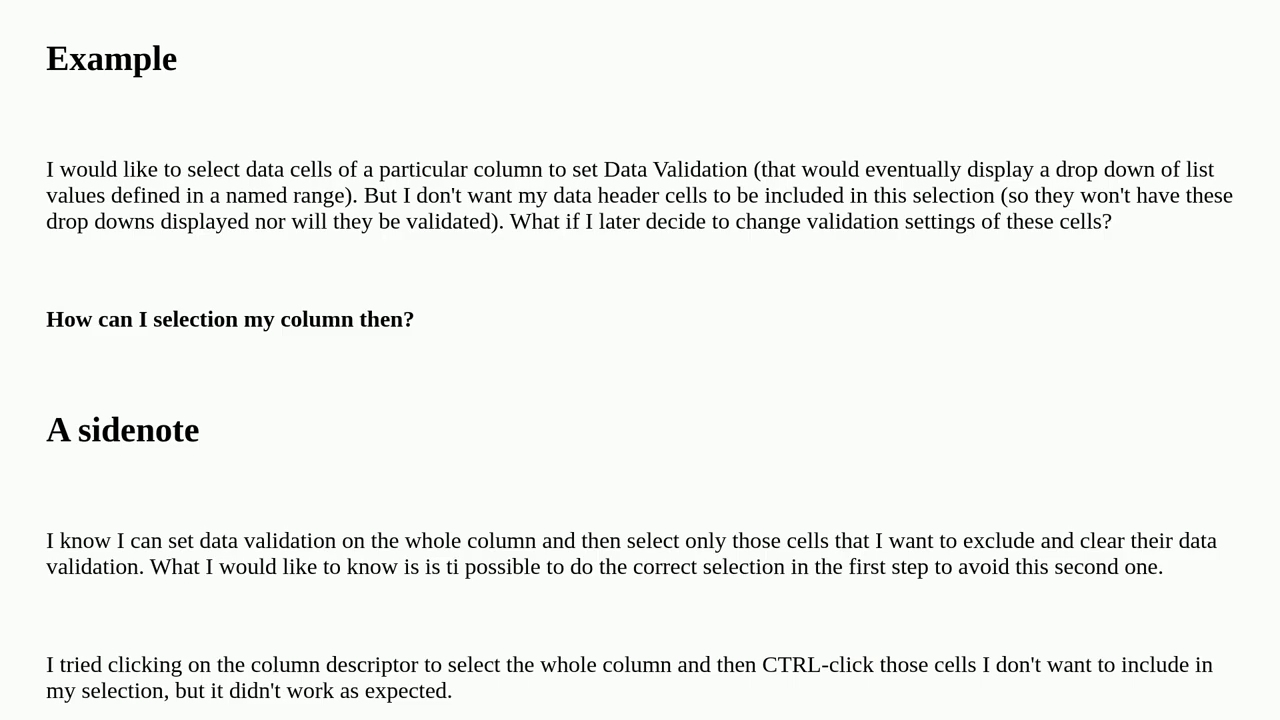 Example
I would like to select data cells of a particular column to set Data Validation (that would eventually display a drop down of list
values defined in a named range). But I don't want my data header cells to be included in this selection (so they won't have these
drop downs displayed nor will they be validated). What if I later decide to change validation settings of these cells?
How can I selection my column then?
A sidenote
I know I can set data validation on the whole column and then select only those cells that I want to exclude and clear their data
validation. What I would like to know is is ti possible to do the correct selection in the first step to avoid this second one.
I tried clicking on the column descriptor to select the whole column and then CTRL-click those cells I don't want to include in
my selection, but it didn't work as expected.